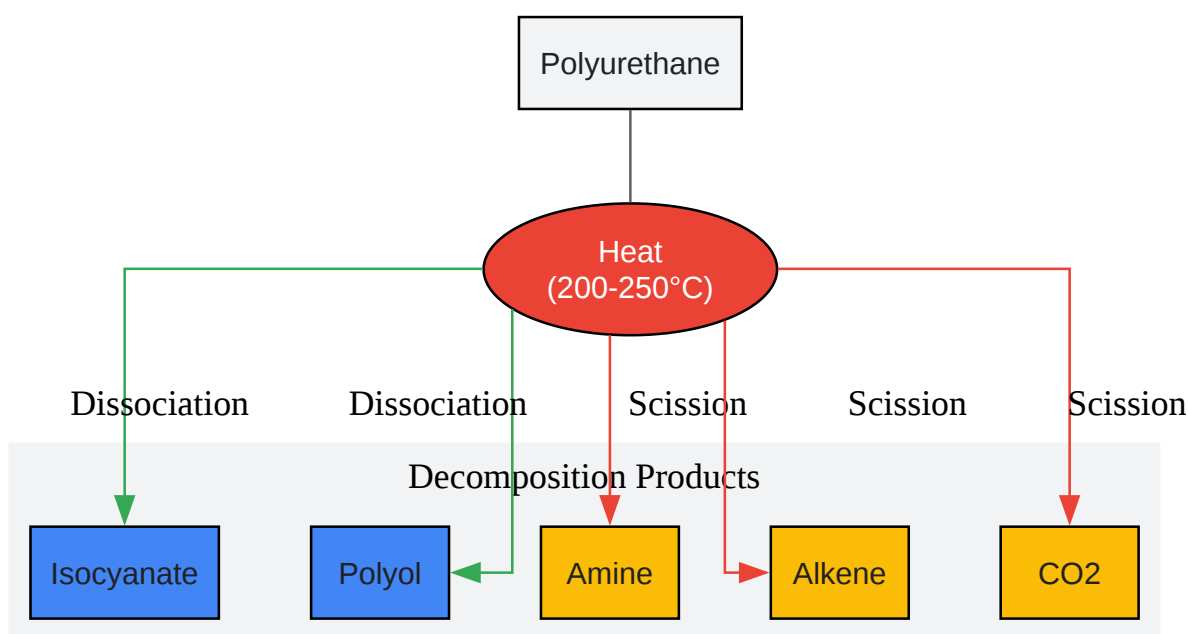 Polyurethane
Heat
(200-250°C)
Dissociation
Dissociation
Scission
Scission
Scission
Decomposition Products
Isocyanate
Polyol
Amine
Alkene
CO2